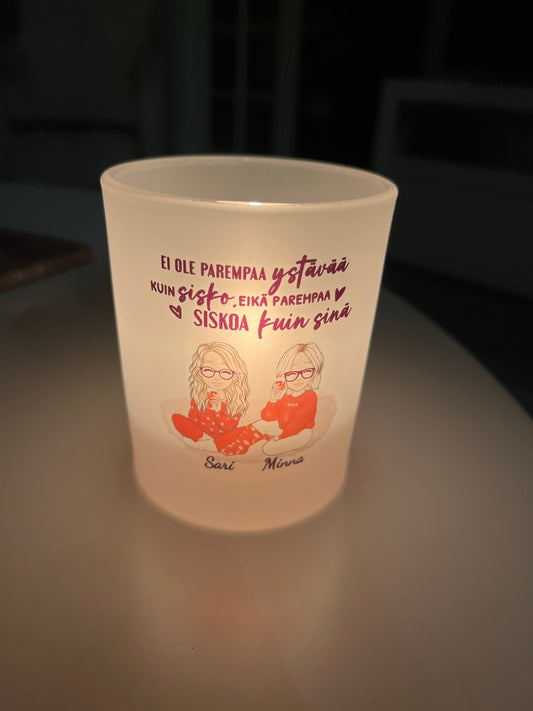 EI OLE PAREMPAA ystävää
KUIN sisko, EIKÄ PAREMPAA
SISKOA kuin sinä
Sari Minna